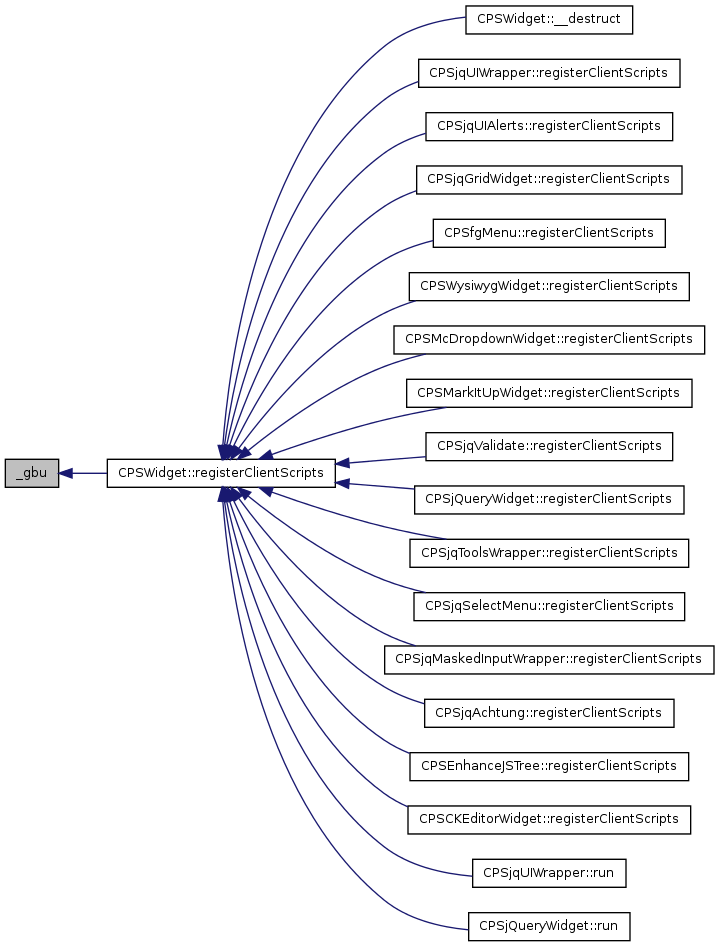 CPSWidget::__destruct
CPSjqUIWrapper::registerClientScripts
CPSjqUIAlerts::registerClientScripts
CPSjqGridWidget::registerClientScripts
CPSfgMenu::registerClientScripts
CPSWysiwygWidget::registerClientScripts
CPSMcDropdownWidget::registerClientScripts
CPSMarkItUpWidget::registerClientScripts
CPSjqValidate::registerClientScripts
_gbu
CPSWidget::registerClientScripts
CPSjQueryWidget::registerClientScripts
CPSjqToolsWrapper::registerClientScripts
CPSjqSelectMenu::registerClientScripts
CPSjqMaskedInputWrapper::registerClientScripts
CPSjqAchtung::registerClientScripts
CPSEnhanceJSTree::registerClientScripts
CPSCKEditorWidget::registerClientScripts
CPSjqUIWrapper::run
CPSjQueryWidget::run